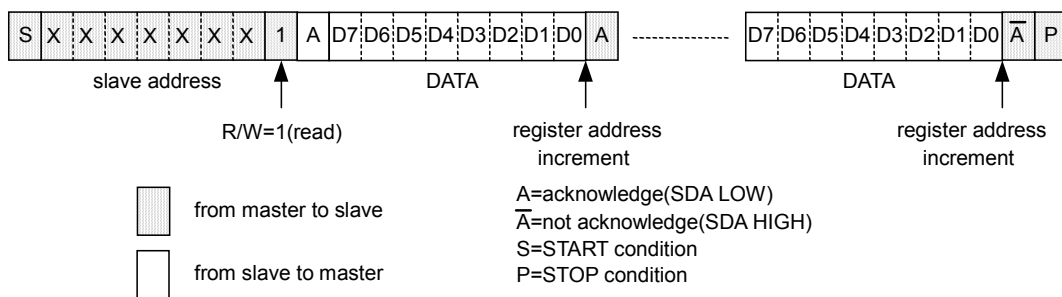 S X X X X X X X 1 A D7 D6 D5 D4 D3 D2 D1 D0 A D7 D6 D5 D4 D3 D2 D1 D0 A̅ P
slave address DATA DATA
R/W=1(read) register address increment register address increment
from master to slave
from slave to master
A=acknowledge(SDA LOW)
A̅=not acknowledge(SDA HIGH)
S=START condition
P=STOP condition